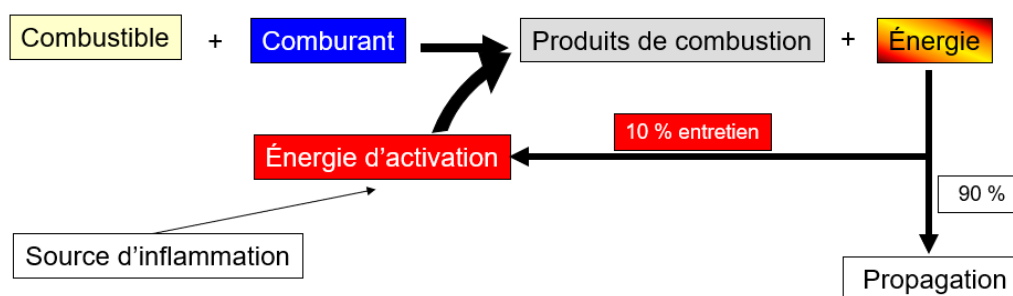 Combustible + Comburant Produits de combustion + Énergie
10 % entretien
Énergie d’activation
90 %
Source d’inflammation
Propagation